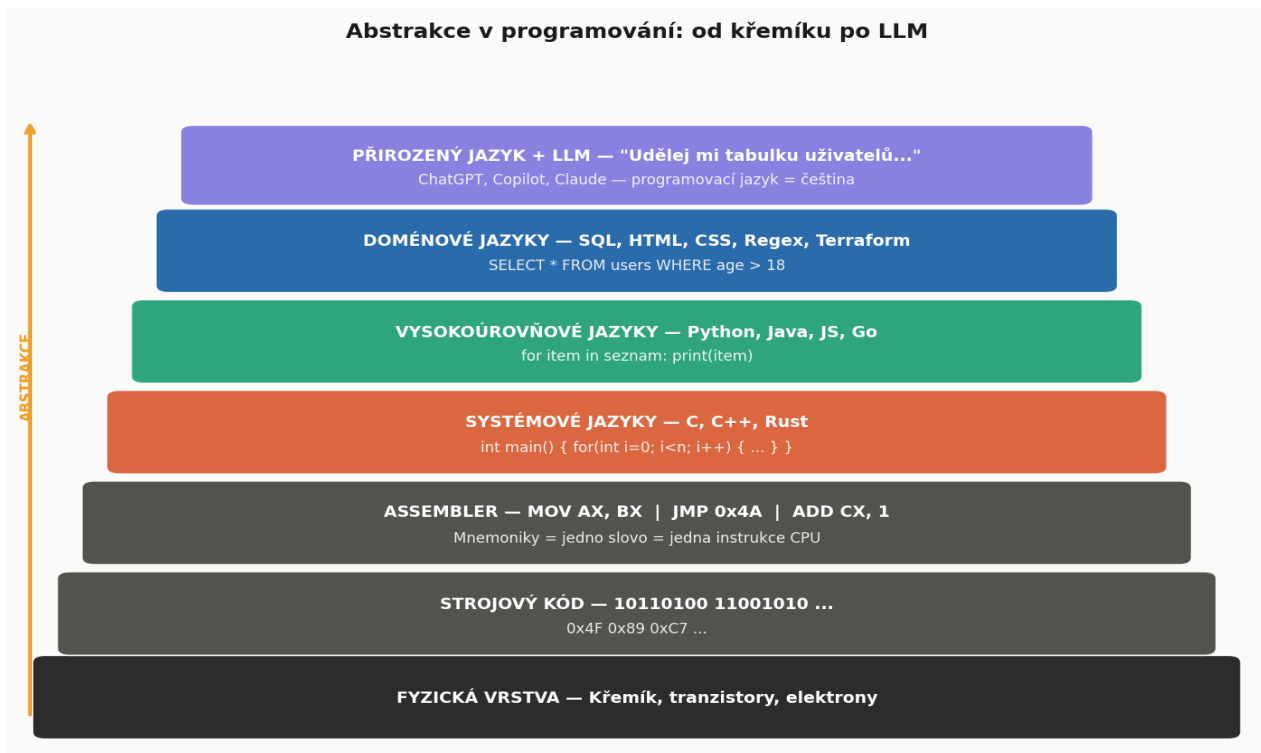 Abstrakce v programování: od křemíku po LLM
PŘIROZENÝ JAZYK + LLM — "Udělej mi tabulku uživatelů..."
ChatGPT, Copilot, Claude — programovací jazyk = čeština
DOMÉNOVÉ JAZYKY — SQL, HTML, CSS, Regex, Terraform
SELECT * FROM users WHERE age > 18
VYSOKOÚROVŇOVÉ JAZYKY — Python, Java, JS, Go
for item in seznam: print(item)
ABSTRAKCE
SYSTÉMOVÉ JAZYKY — C, C++, Rust
int main() { for(int i=0; i<n; i++) { ... } }
ASSEMBLER — MOV AX, BX  |  JMP 0x4A  |  ADD CX, 1
Mnemoniky = jedno slovo = jedna instrukce CPU
STROJOVÝ KÓD — 10110100 11001010 ...
0x4F 0x89 0xC7 ...
FYZICKÁ VRSTVA — Křemík, tranzistory, elektrony